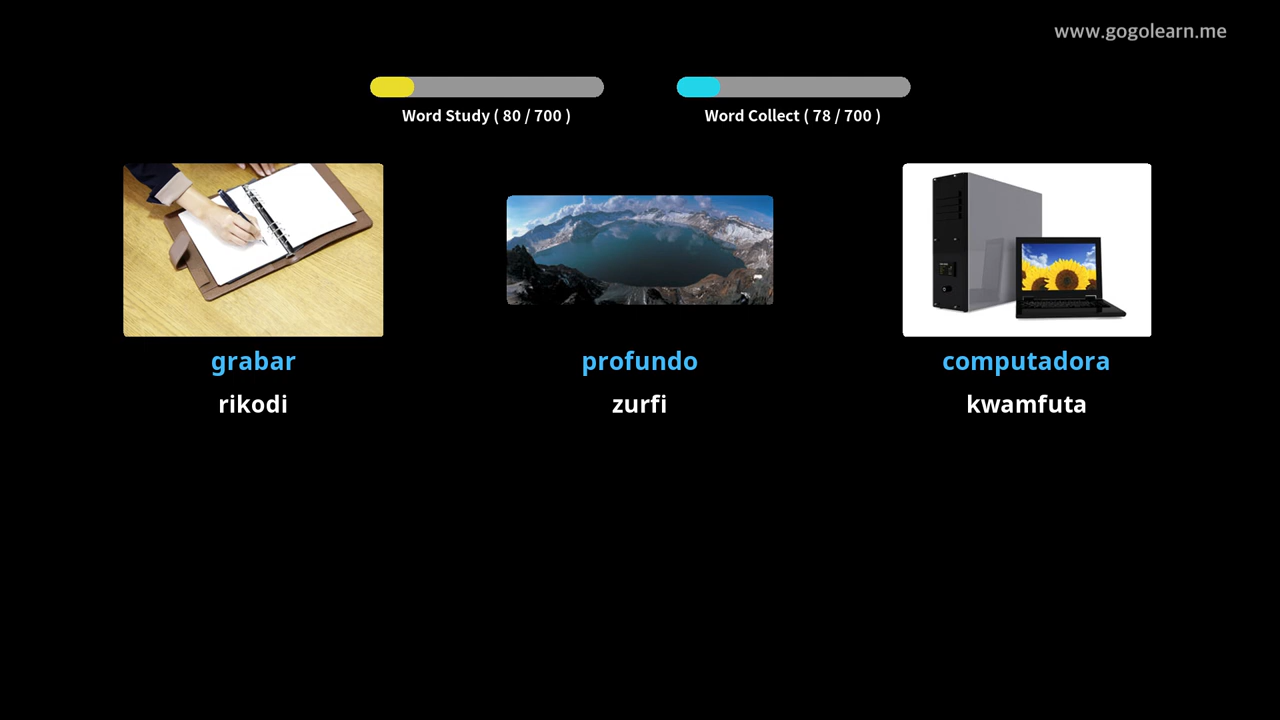 www.gogolearn.me
Word Study ( 80 / 700 )
Word Collect ( 78 / 700 )
grabar
profundo
computadora
rikodi
zurfi
kwamfuta